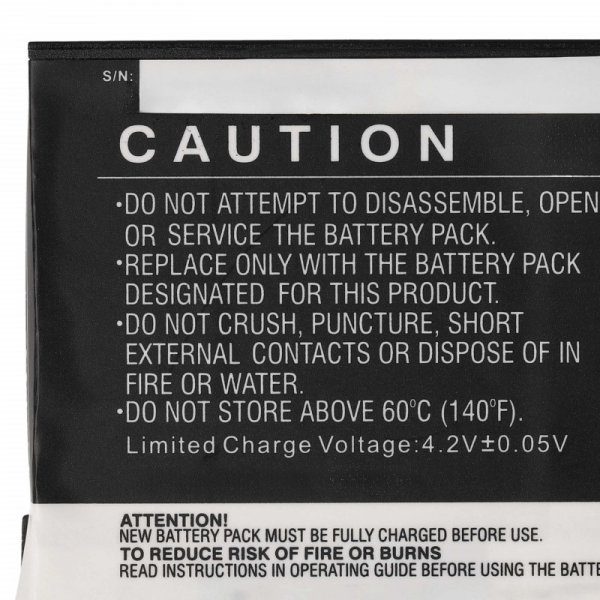 S/N:
CAUTION
•DO NOT ATTEMPT TO DISASSEMBLE, OPEN
OR SERVICE THE BATTERY PACK.
•REPLACE ONLY WITH THE BATTERY PACK
DESIGNATED FOR THIS PRODUCT.
•DO NOT CRUSH, PUNCTURE, SHORT
EXTERNAL CONTACTS OR DISPOSE OF IN
FIRE OR WATER.
•DO NOT STORE ABOVE 60°C (140°F).
Limited Charge Voltage:4.2V±0.05V
ATTENTION!
NEW BATTERY PACK MUST BE FULLY CHARGED BEFORE USE.
TO REDUCE RISK OF FIRE OR BURNS
READ INSTRUCTIONS IN OPERATING GUIDE BEFORE USING THE BATTE